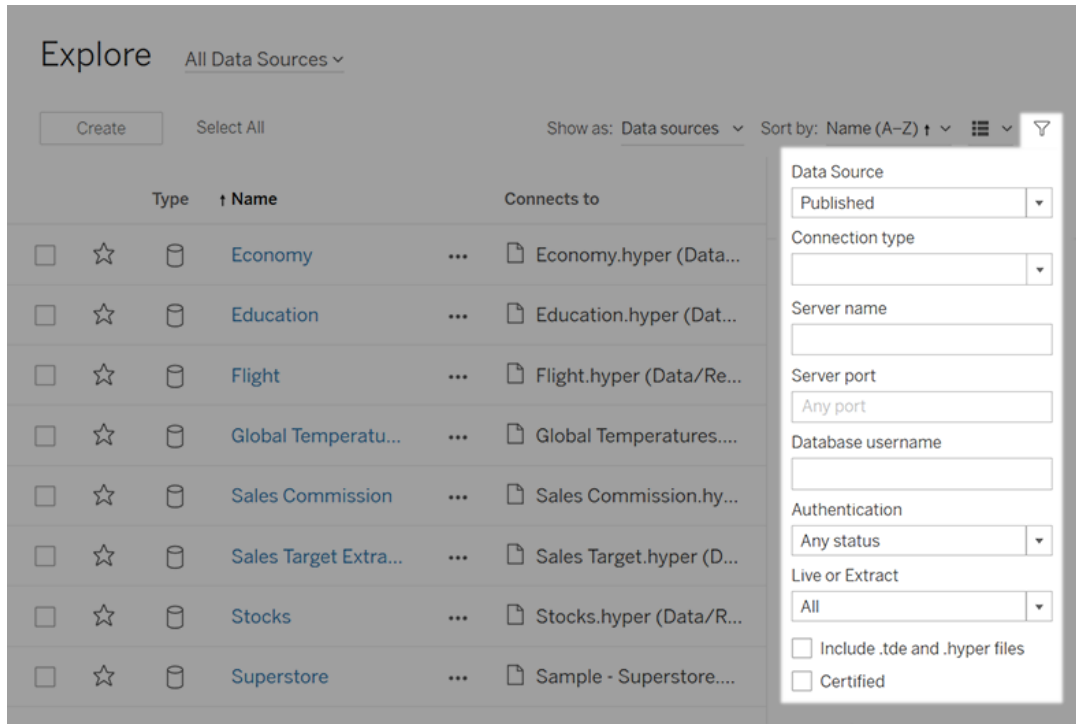 Explore All Data Sources
Create Select All Show as: Data sources Sort by: Name (A–Z) ↑
Type ↑ Name Connects to
Economy ••• Economy.hyper (Data...
Education ••• Education.hyper (Dat...
Flight ••• Flight.hyper (Data/Re...
Global Temperatu... ••• Global Temperatures....
Sales Commission ••• Sales Commission.hy...
Sales Target Extra... ••• Sales Target.hyper (D...
Stocks ••• Stocks.hyper (Data/R...
Superstore ••• Sample - Superstore....
Data Source
Published
Connection type
Server name
Server port
Any port
Database username
Authentication
Any status
Live or Extract
All
Include .tde and .hyper files
Certified